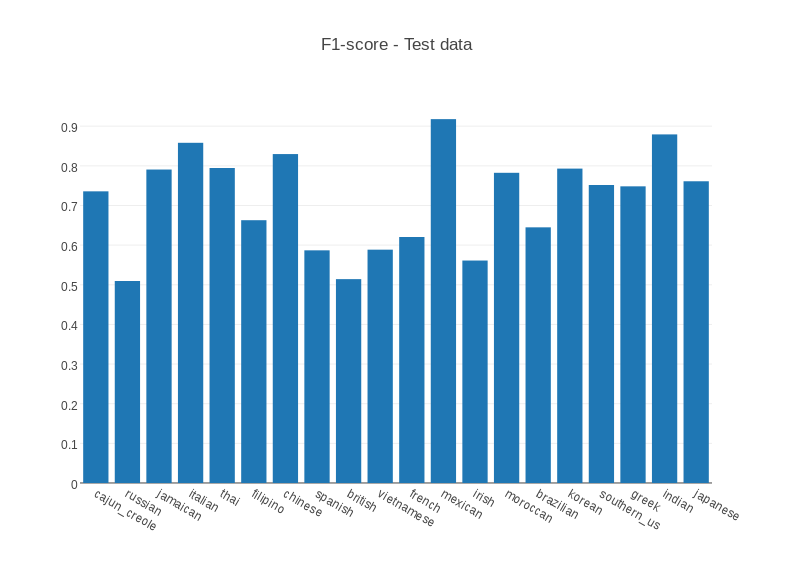 F1-score - Test data
0.9
0.8
0.7
0.6
0.5
0.4
0.3
0.2
0.1
0
cajun_creole
russian
jamaican
italian
thai
filipino
chinese
spanish
british
vietnamese
french
mexican
irish
moroccan
brazilian
korean
southern_us
greek
indian
japanese